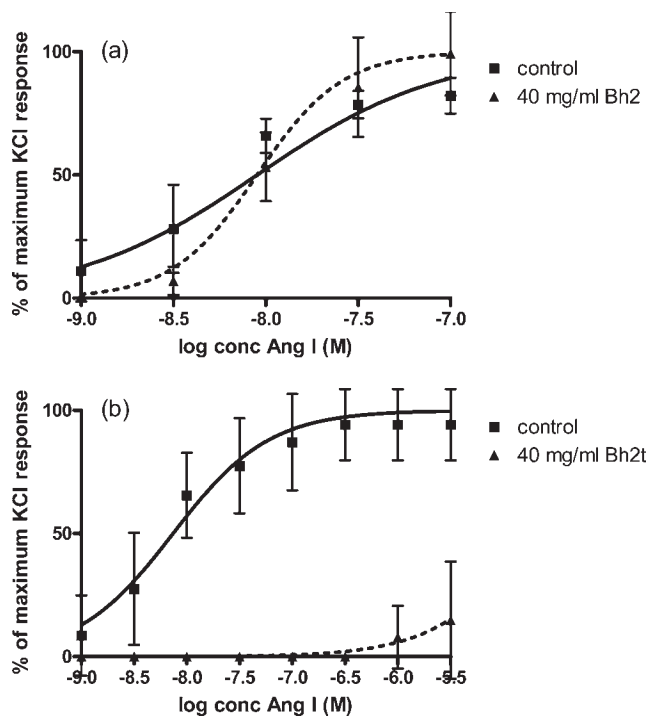 (a)
% of maximum KCl response
100
50
0
-9.0 -8.5 -8.0 -7.5 -7.0
log conc Ang I (M)
control
40 mg/ml Bh2
(b)
% of maximum KCl response
100
50
0
-9.0 -8.5 -8.0 -7.5 -7.0 -6.5 -6.0 -5.5
log conc Ang I (M)
control
40 mg/ml Bh2t